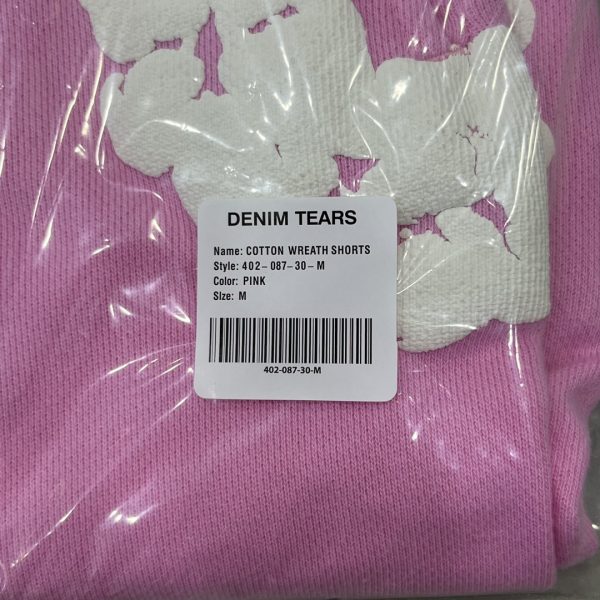 DENIM TEARS
Name: COTTON WREATH SHORTS
Style: 402-087-30-M
Color: PINK
Size: M
402-087-30-M